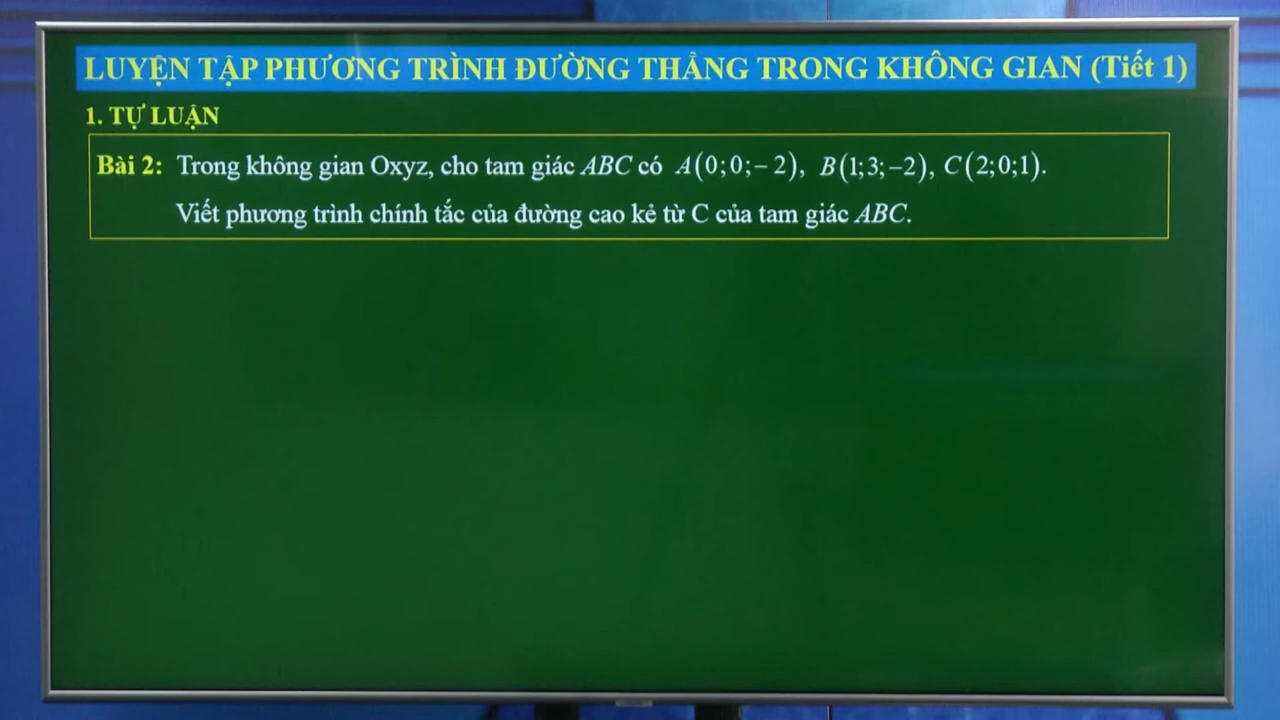 LUYỆN TẬP PHƯƠNG TRÌNH ĐƯỜNG THẲNG TRONG KHÔNG GIAN (Tiết 1)
1. TỰ LUẬN
Bài 2: Trong không gian Oxyz, cho tam giác ABC có A(0;0;−2), B(1;3;−2), C(2;0;1).
Viết phương trình chính tắc của đường cao kẻ từ C của tam giác ABC.